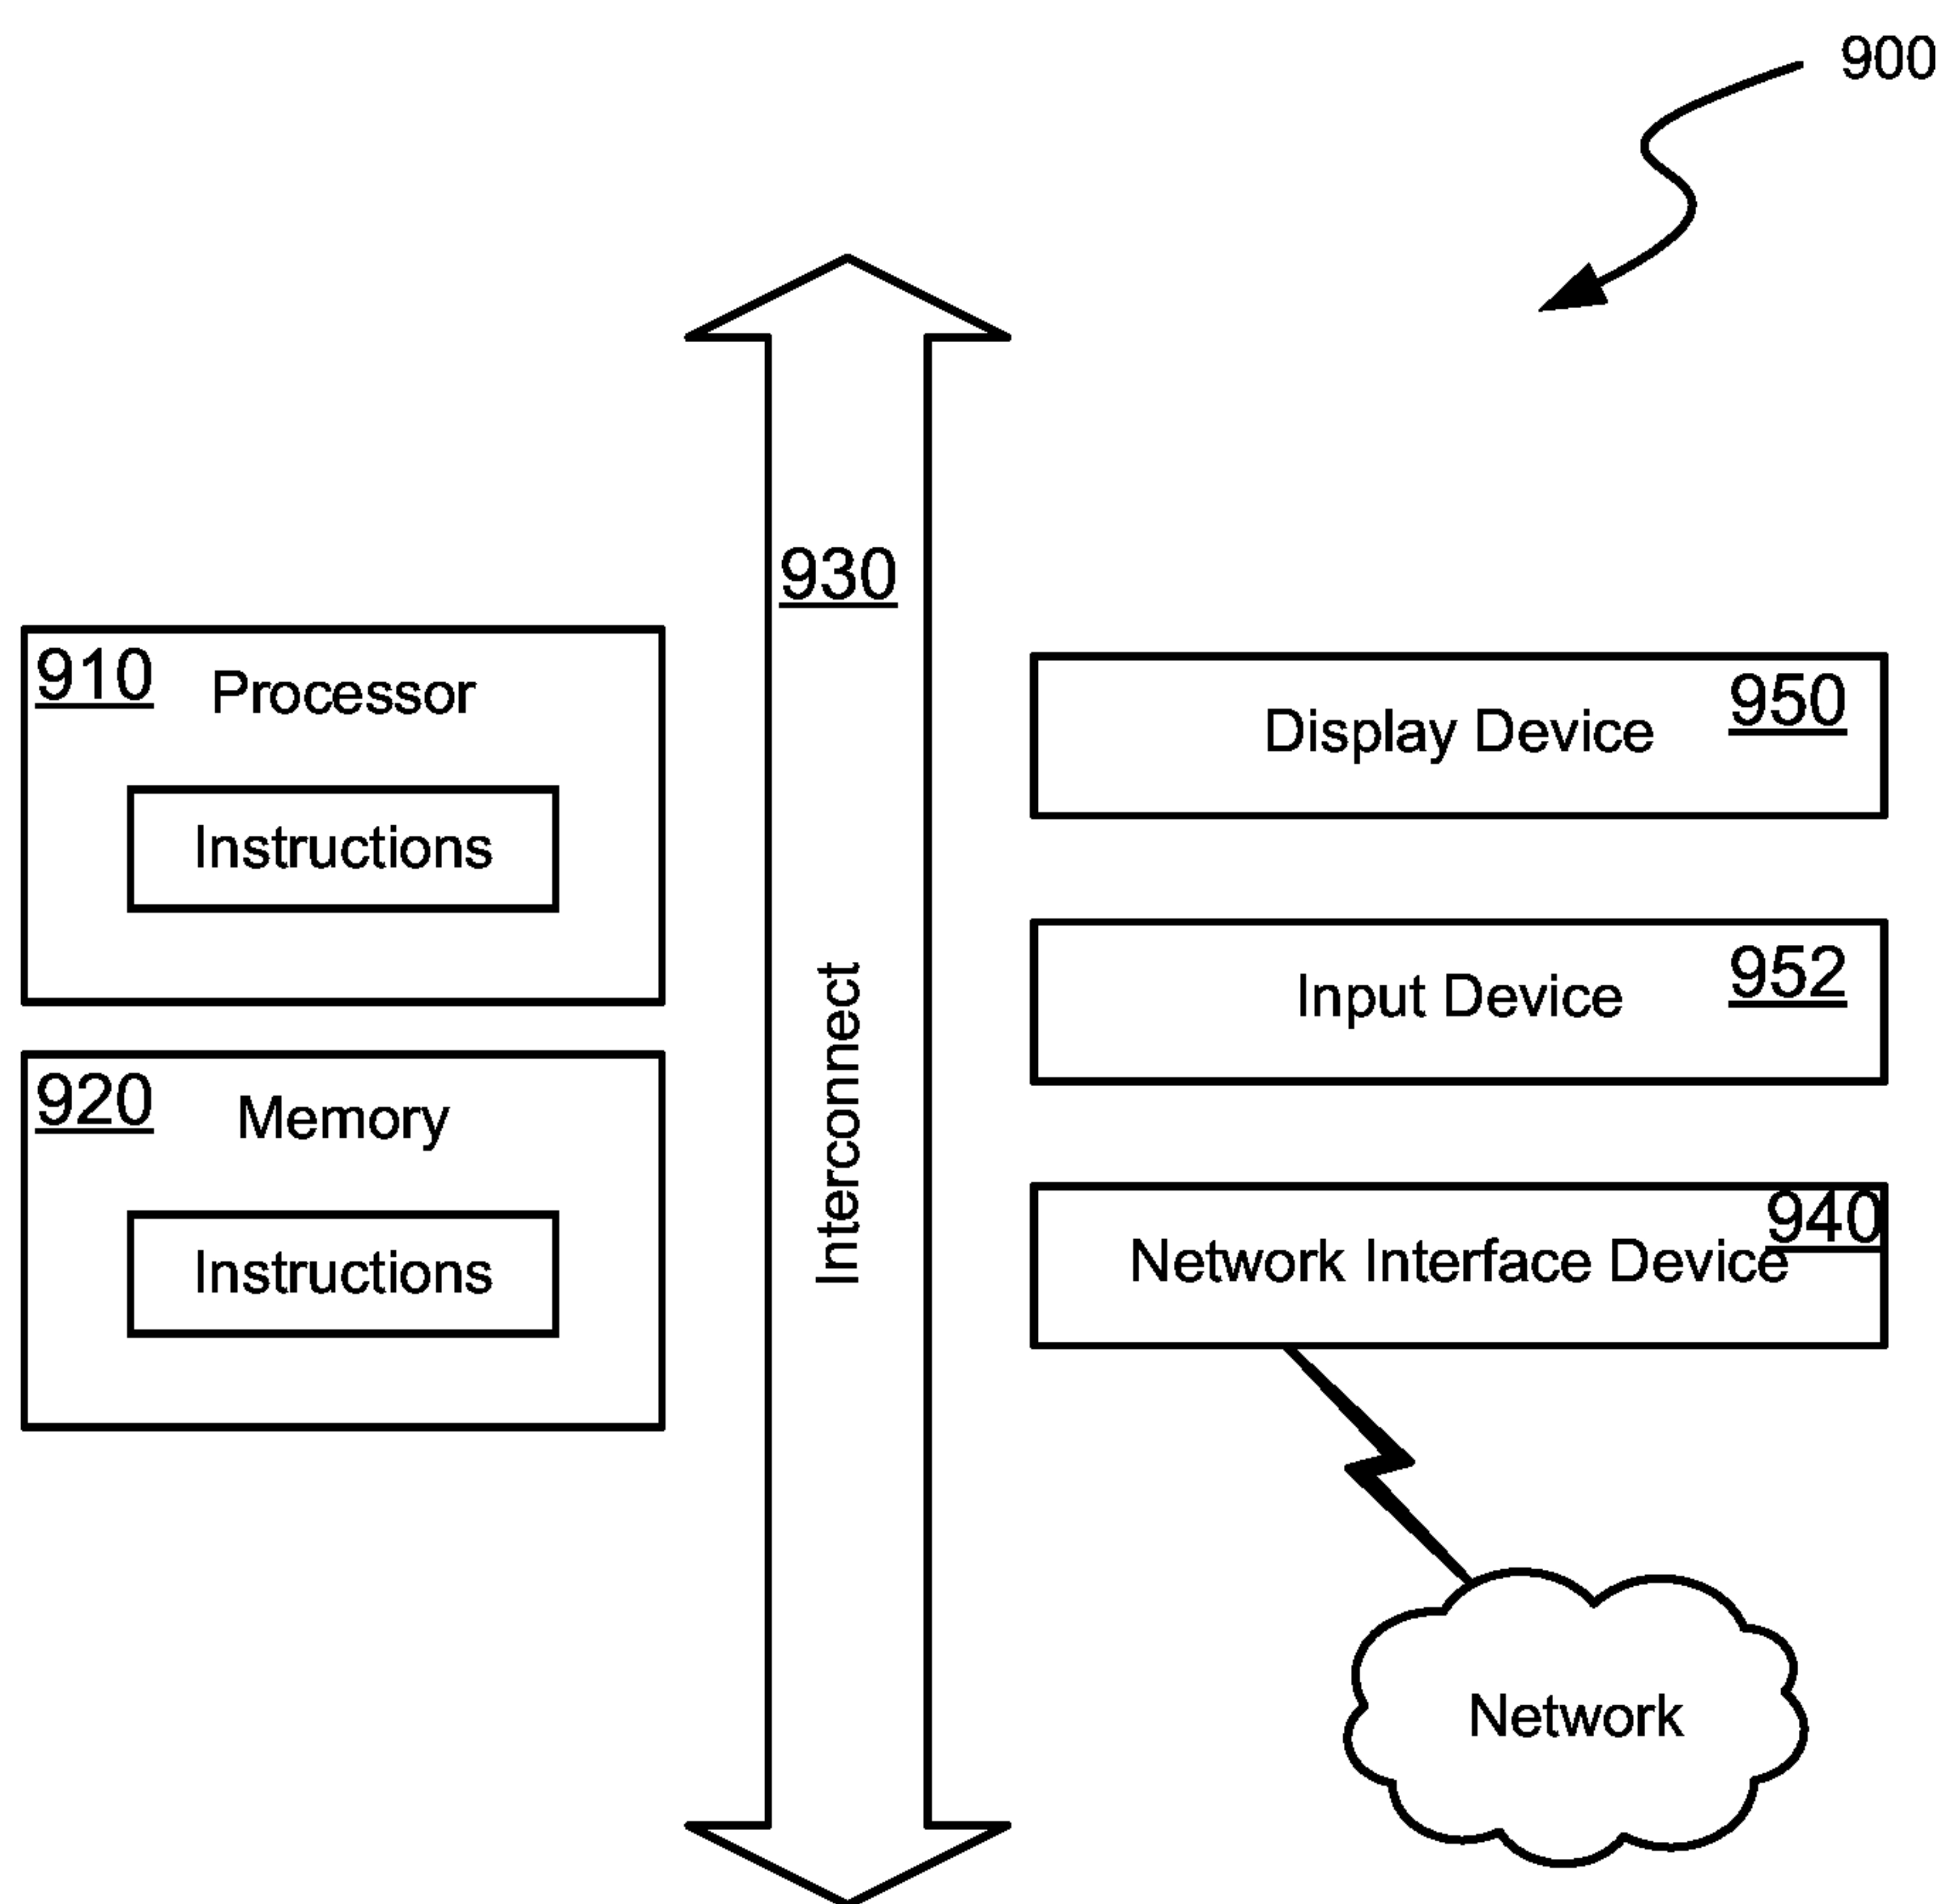 900
930
910
Processor
Instructions
920
Memory
Instructions
Interconnect
950
Display Device
952
Input Device
940
Network Interface Device
Network